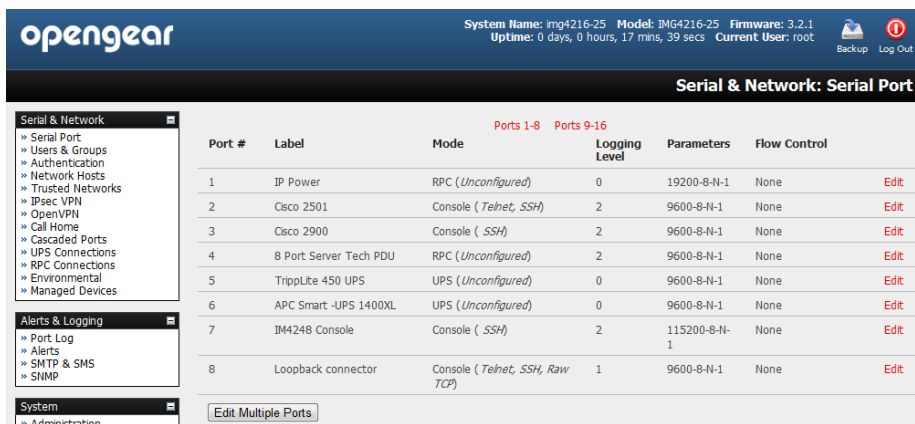 opengear
System Name: img4216-25 Model: IMG4216-25 Firmware: 3.2.1
Uptime: 0 days, 0 hours, 17 mins, 39 secs Current User: root
Backup Log Out
Serial & Network: Serial Port
Serial & Network
» Serial Port
» Users & Groups
» Authentication
» Network Hosts
» Trusted Networks
» IPsec VPN
» OpenVPN
» Call Home
» Cascaded Ports
» UPS Connections
» RPC Connections
» Environmental
» Managed Devices
Alerts & Logging
» Port Log
» Alerts
» SMTP & SMS
» SNMP
System
» Administration
Ports 1-8 Ports 9-16
Port # Label Mode Logging Level Parameters Flow Control
1 IP Power RPC (Unconfigured) 0 19200-8-N-1 None Edit
2 Cisco 2501 Console ( Telnet, SSH) 2 9600-8-N-1 None Edit
3 Cisco 2900 Console ( SSH) 2 9600-8-N-1 None Edit
4 8 Port Server Tech PDU RPC (Unconfigured) 2 9600-8-N-1 None Edit
5 TrippLite 450 UPS UPS (Unconfigured) 0 9600-8-N-1 None Edit
6 APC Smart -UPS 1400XL UPS (Unconfigured) 0 9600-8-N-1 None Edit
7 IM4248 Console Console ( SSH) 2 115200-8-N-1 None Edit
8 Loopback connector Console ( Telnet, SSH, Raw TCP) 1 9600-8-N-1 None Edit
Edit Multiple Ports